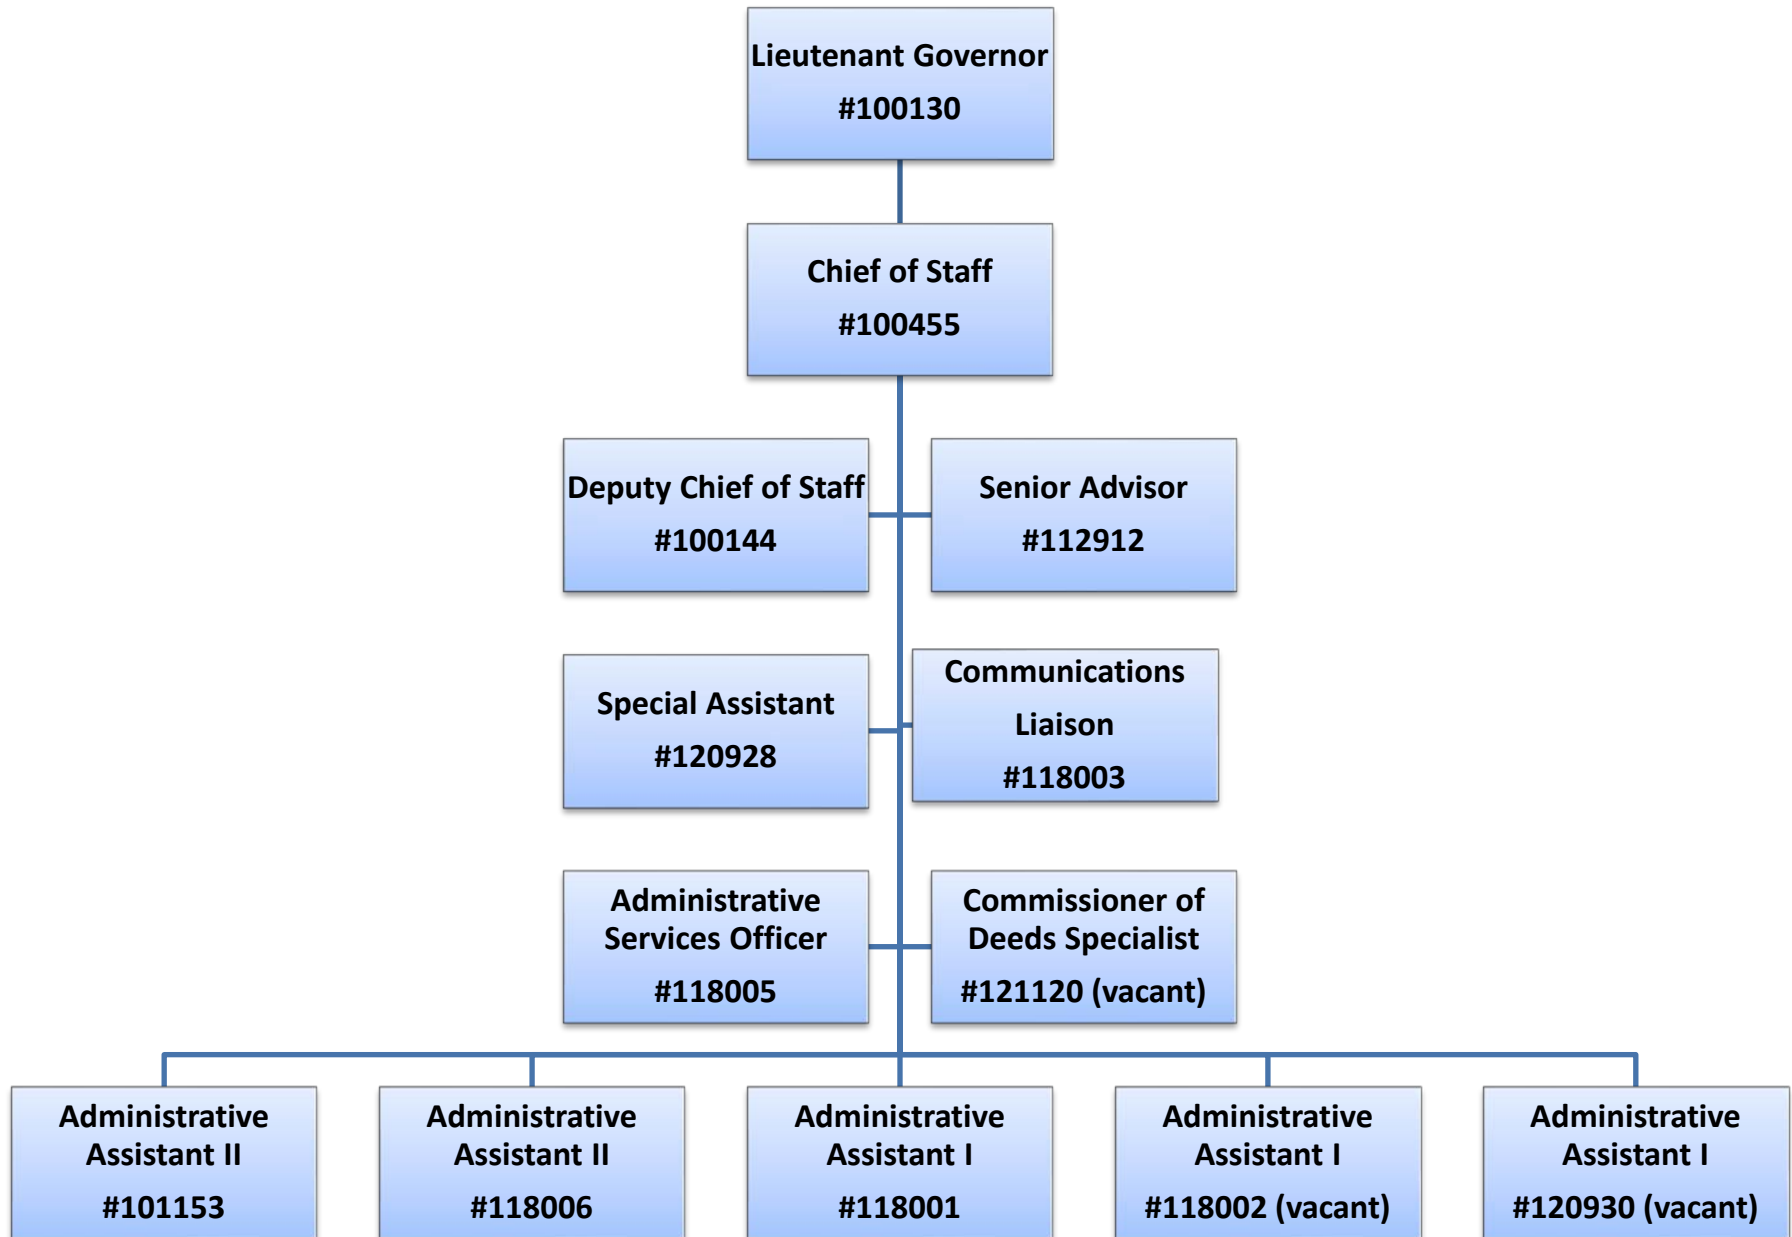 Lieutenant Governor
#100130
Chief of Staff
#100455
Deputy Chief of Staff
#100144
Senior Advisor
#112912
Special Assistant
#120928
Communications
Liaison
#118003
Administrative
Services Officer
#118005
Commissioner of
Deeds Specialist
#121120 (vacant)
Administrative
Assistant II
#101153
Administrative
Assistant II
#118006
Administrative
Assistant I
#118001
Administrative
Assistant I
#118002 (vacant)
Administrative
Assistant I
#120930 (vacant)